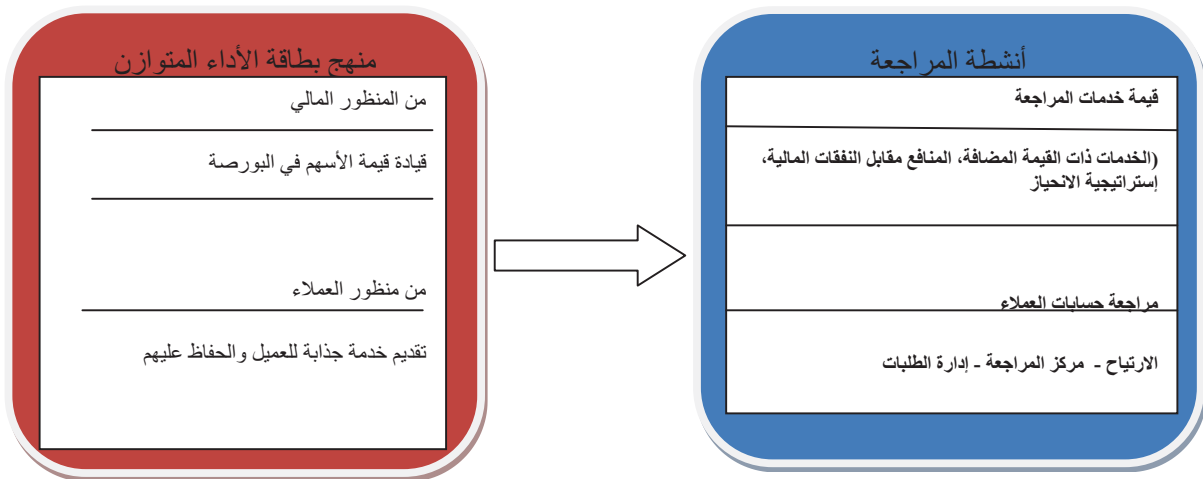 أنشطة المراجعة
قيمة خدمات المراجعة
(الخدمات ذات القيمة المضافة، المنافع مقابل النفقات المالية،
إستراتيجية الانحياز
مراجعة حسابات العملاء
الارتياح - مركز المراجعة - إدارة الطلبات
منهج بطاقة الأداء المتوازن
من المنظور المالي
قيادة قيمة الأسهم في البورصة
من منظور العملاء
تقديم خدمة جذابة للعميل والحفاظ عليهم